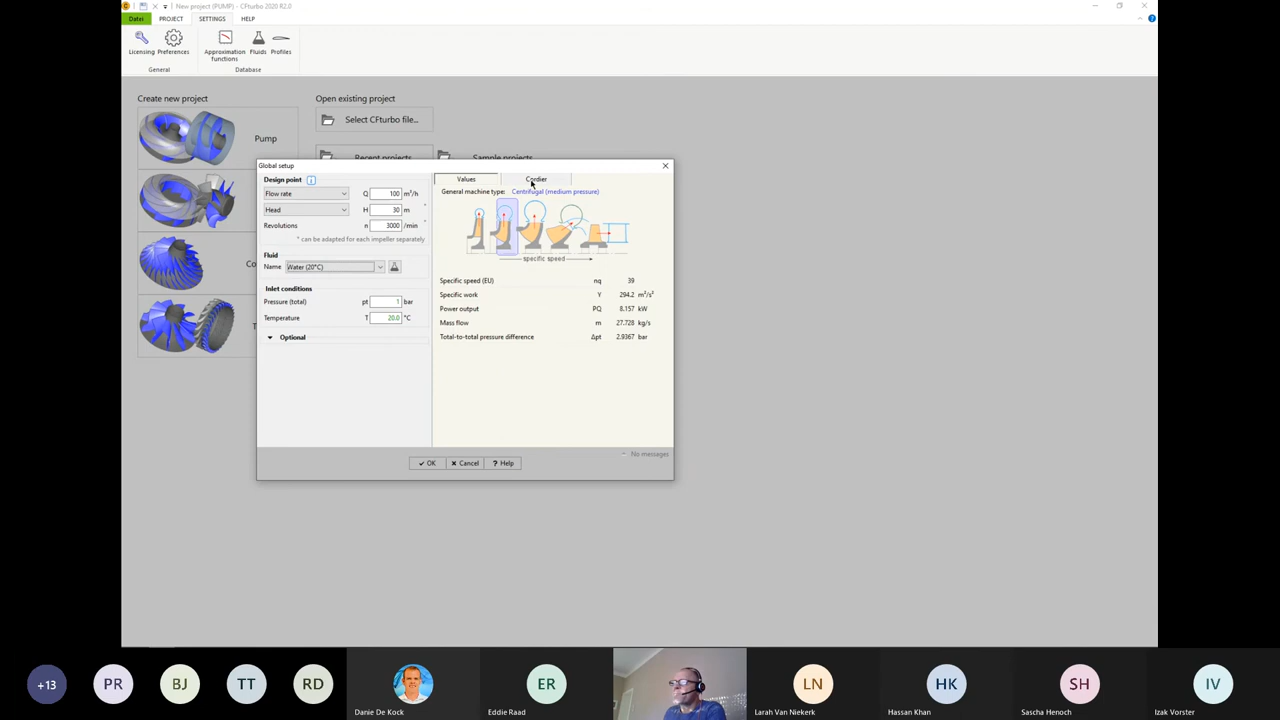 New project (PUMP) - CFturbo 2020 R2.0
Datei PROJECT SETTINGS HELP
Licensing Preferences Approximation functions Fluids Profiles
General Database
Create new project
Open existing project
Select CFturbo file...
Pump
Recent projects Sample projects
Global setup
Design point
Values Cordier
General machine type: Centrifugal (medium pressure)
Flow rate Q 100 m³/h
Head H 30 m *
Revolutions n 3000 /min *
* can be adapted for each impeller separately
specific speed
Fluid
Name: Water (20°C)
Inlet conditions
Pressure (total) pt 1 bar
Temperature T 20.0 °C
Optional
Specific speed (EU) nq 39
Specific work Y 294.2 m²/s²
Power output PQ 8.157 kW
Mass flow m 27.728 kg/s
Total-to-total pressure difference Δpt 2.9367 bar
No messages
OK Cancel Help
+13 PR BJ TT RD ER LN HK SH IV
Danie De Kock Eddie Raad Larah Van Niekerk Hassan Khan Sascha Henoch Izak Vorster